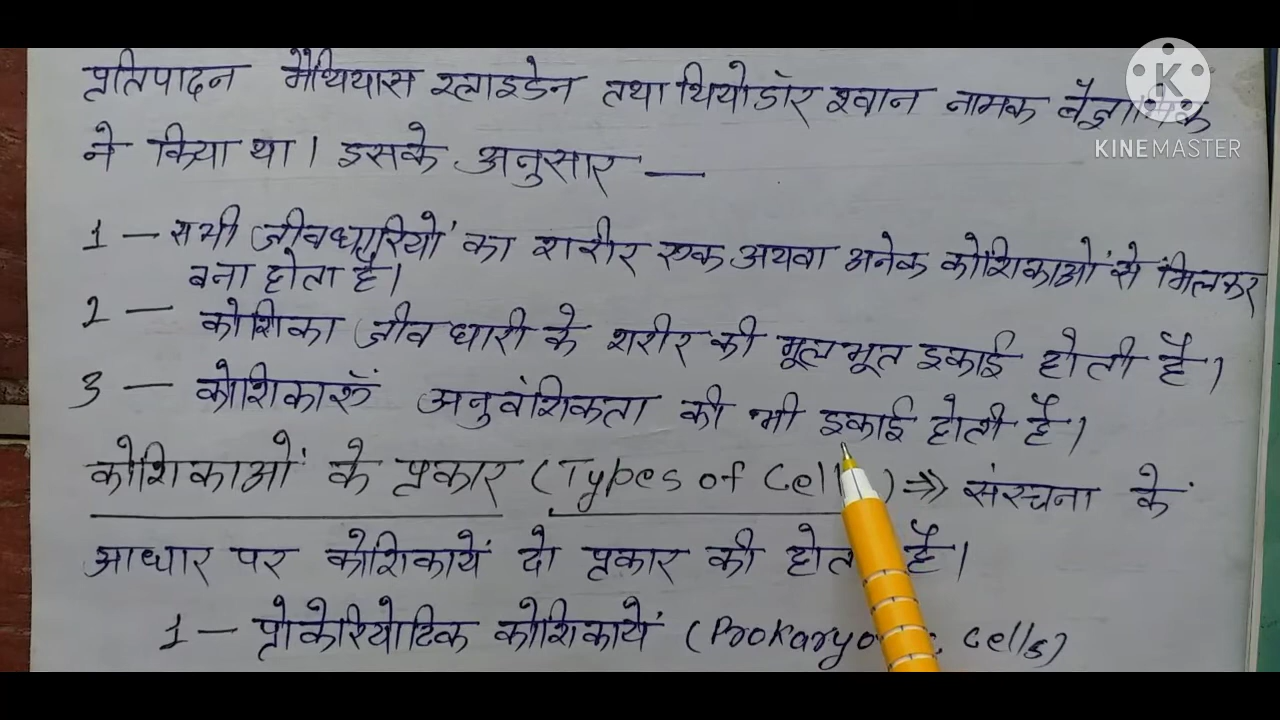 प्रतिपादन मैथियास श्लाइडेन तथा थियोडॉर श्वान नामक वैज्ञानिक
KINEMASTER
ने किया था। इसके अनुसार —
1 — सभी जीवधारियों का शरीर एक अथवा अनेक कोशिकाओं से मिलकर
बना होता है।
2 — कोशिका जीवधारी के शरीर की मूलभूत इकाई होती है।
3 — कोशिकाएँ अनुवंशिकता की भी इकाई होती है।
कोशिकाओं के प्रकार (Types of Cell ) ⇒ संरचना के
आधार पर कोशिकायें दो प्रकार की है।
1 — प्रोकेरियोटिक कोशिकायें ( cells)